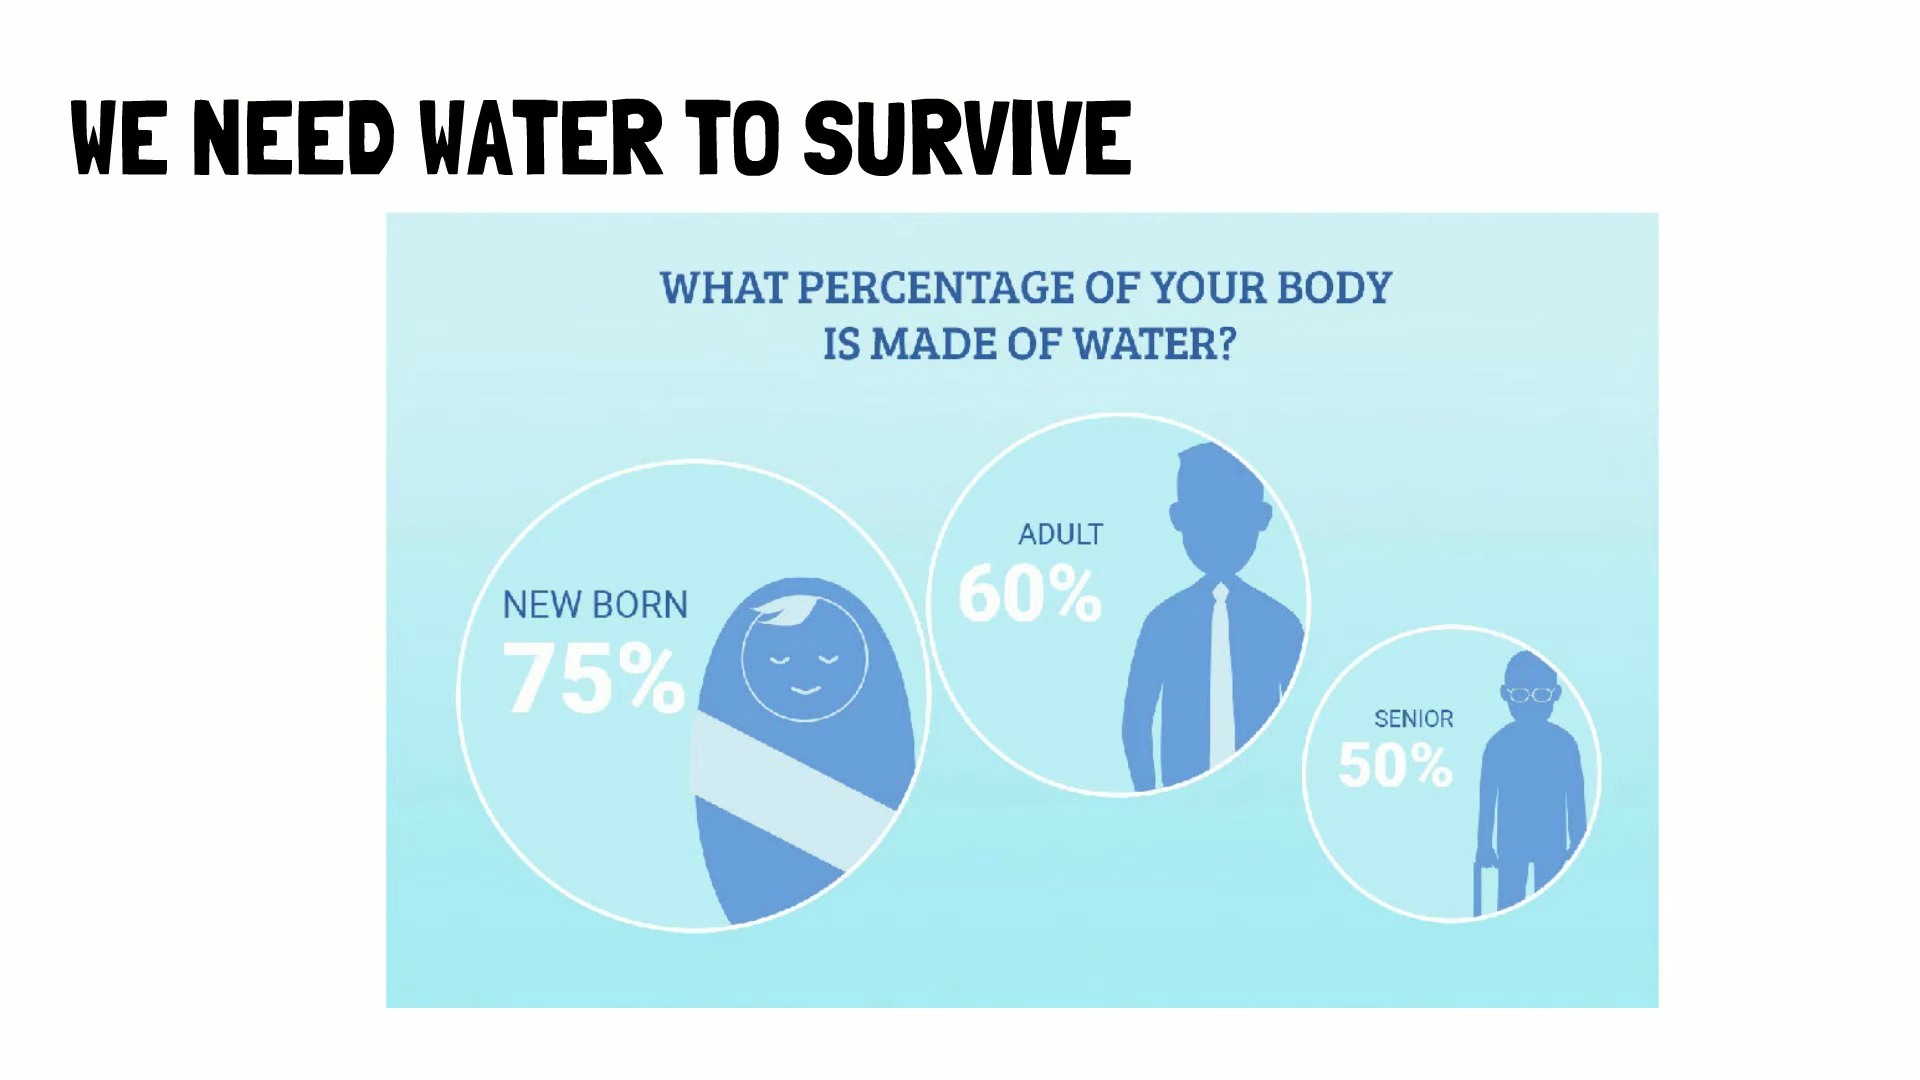 WE NEED WATER TO SURVIVE
WHAT PERCENTAGE OF YOUR BODY
IS MADE OF WATER?
NEW BORN
75%
ADULT
60%
SENIOR
50%